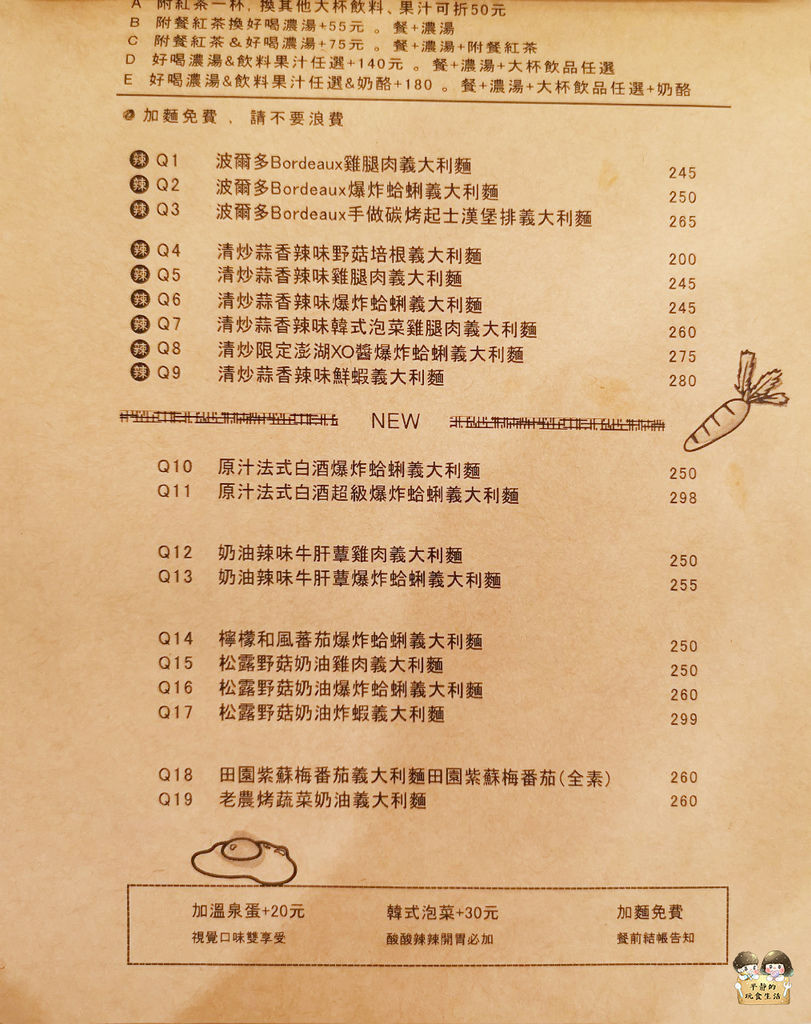 A 附紅茶一杯, 換其他大杯飲料、果汁可折50元
B 附餐紅茶換好喝濃湯+55元 。 餐+濃湯
C 附餐紅茶&好喝濃湯+75元 。 餐+濃湯+附餐紅茶
D 好喝濃湯&飲料果汁任選+140元 。 餐+濃湯+大杯飲品任選
E 好喝濃湯&飲料果汁任選&奶酪+180 。 餐+濃湯+大杯飲品任選+奶酪
加麵免費 、 請不要浪費
辣 Q1 波爾多Bordeaux雞腿肉義大利麵 245
辣 Q2 波爾多Bordeaux爆炸蛤蜊義大利麵 250
辣 Q3 波爾多Bordeaux手做碳烤起士漢堡排義大利麵 265
辣 Q4 清炒蒜香辣味野菇培根義大利麵 200
辣 Q5 清炒蒜香辣味雞腿肉義大利麵 245
辣 Q6 清炒蒜香辣味爆炸蛤蜊義大利麵 245
辣 Q7 清炒蒜香辣味韓式泡菜雞腿肉義大利麵 260
辣 Q8 清炒限定澎湖XO醬爆炸蛤蜊義大利麵 275
辣 Q9 清炒蒜香辣味鮮蝦義大利麵 280
NEW
Q10 原汁法式白酒爆炸蛤蜊義大利麵 250
Q11 原汁法式白酒超級爆炸蛤蜊義大利麵 298
Q12 奶油辣味牛肝蕈雞肉義大利麵 250
Q13 奶油辣味牛肝蕈爆炸蛤蜊義大利麵 255
Q14 檸檬和風蕃茄爆炸蛤蜊義大利麵 250
Q15 松露野菇奶油雞肉義大利麵 250
Q16 松露野菇奶油爆炸蛤蜊義大利麵 260
Q17 松露野菇奶油炸蝦義大利麵 299
Q18 田園紫蘇梅番茄義大利麵田園紫蘇梅番茄(全素) 260
Q19 老農烤蔬菜奶油義大利麵 260
加溫泉蛋+20元 韓式泡菜+30元 加麵免費
視覺口味雙享受 酸酸辣辣開胃必加 餐前結帳告知
平靜的
玩食生活